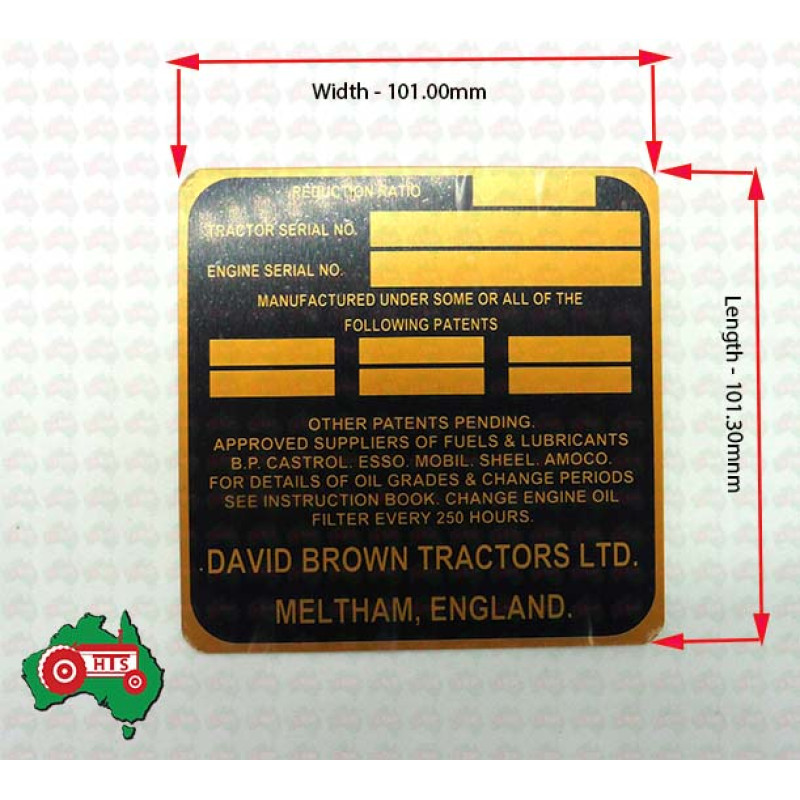 Width - 101.00mm
REDUCTION RATIO
TRACTOR SERIAL NO.
ENGINE SERIAL NO.
MANUFACTURED UNDER SOME OR ALL OF THE
FOLLOWING PATENTS
OTHER PATENTS PENDING.
APPROVED SUPPLIERS OF FUELS & LUBRICANTS
B.P. CASTROL. ESSO. MOBIL. SHEEL. AMOCO.
FOR DETAILS OF OIL GRADES & CHANGE PERIODS
SEE INSTRUCTION BOOK. CHANGE ENGINE OIL
FILTER EVERY 250 HOURS.
DAVID BROWN TRACTORS LTD.
MELTHAM, ENGLAND.
Length - 101.30mnm
HTS